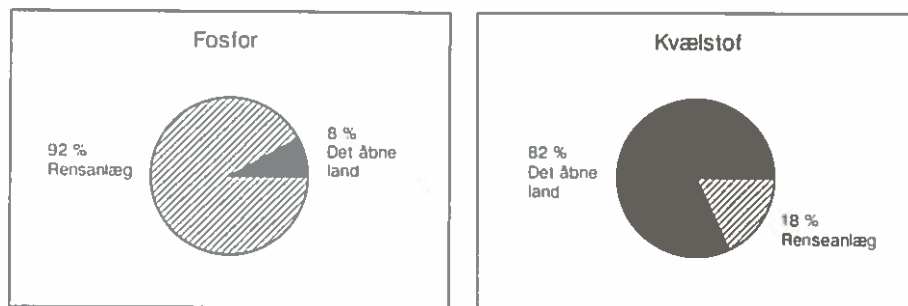 Fosfor
92 %
Rensanlæg
8 %
Det åbne
land
Kvælstof
82 %
Det åbne
land
18 %
Renseanlæg